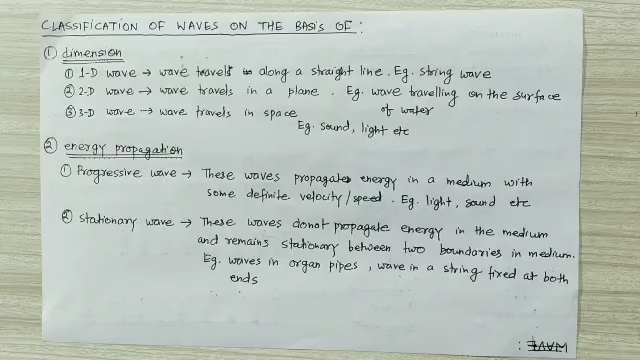 CLASSIFICATION OF WAVES ON THE BASIS OF :
① dimension
① 1-D wave → wave travels along a straight line. Eg. string wave
② 2-D wave → wave travels in a plane. Eg. wave travelling on the surface
of water
③ 3-D wave → wave travels in space
Eg. sound, light etc
② energy propagation
① Progressive wave → These waves propagates energy in a medium with
some definite velocity/speed. Eg. light, sound etc
② Stationary wave → These waves donot propagate energy in the medium
and remains stationary between two boundaries in medium.
Eg. waves in organ pipes, wave in a string fixed at both
ends
WAVE :